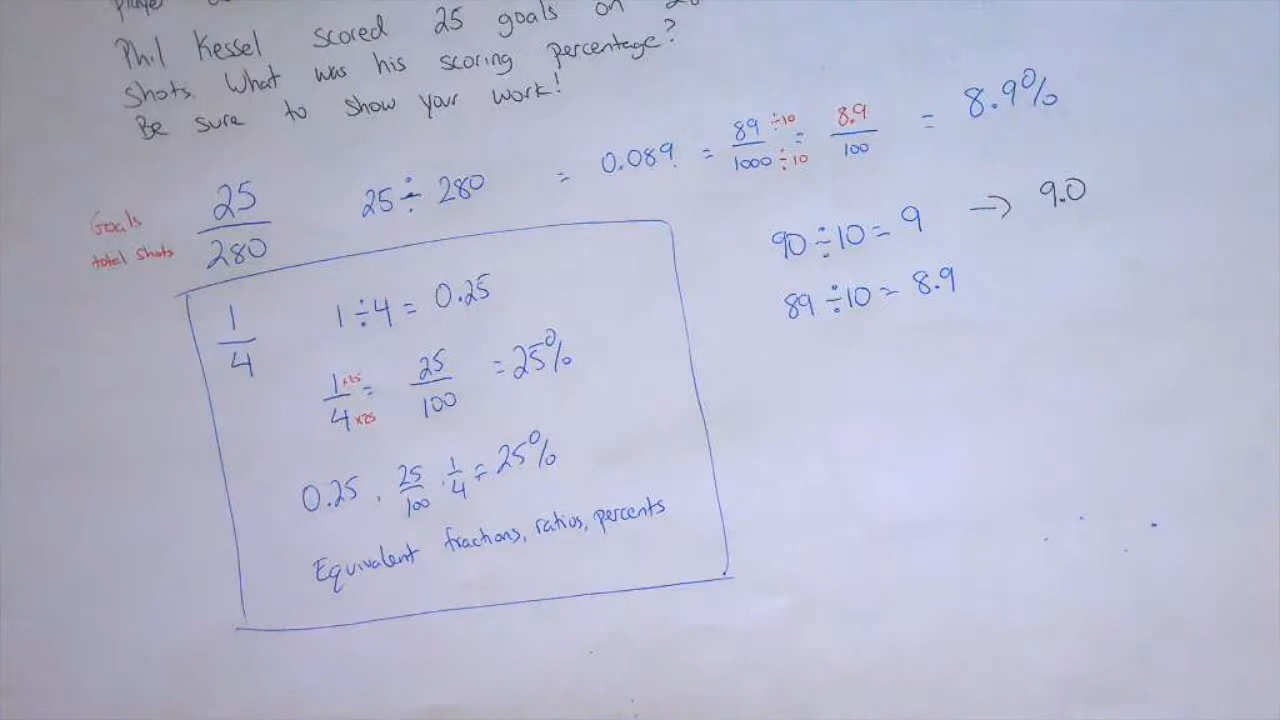 Phil Kessel scored 25 goals on
shots. What was his scoring percentage?
Be sure to show your work!
Goals
total shots
25
280
25 ÷ 280 = 0.089 = 89 ÷10 / 1000 ÷10 = 8.9 / 100 = 8.9%
90 ÷ 10 = 9 → 9.0
89 ÷ 10 = 8.9
1
4
1 ÷ 4 = 0.25
1 ×25 / 4 ×25 = 25 / 100 = 25%
0.25 , 25/100 , 1/4 = 25%
Equivalent fractions, ratios, percents